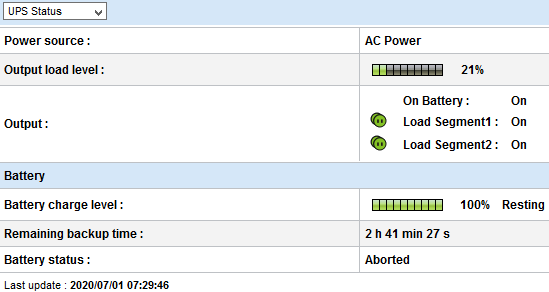 UPS Status
Power source : AC Power
Output load level : 21%
Output :
On Battery : On
Load Segment1 : On
Load Segment2 : On
Battery
Battery charge level : 100% Resting
Remaining backup time : 2 h 41 min 27 s
Battery status : Aborted
Last update : 2020/07/01 07:29:46